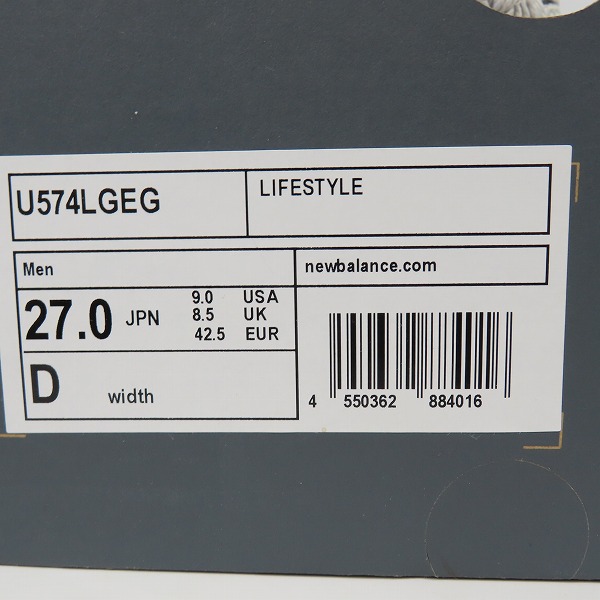 U574LGEG
LIFESTYLE
Men
newbalance.com
27.0 JPN
9.0 USA
8.5 UK
42.5 EUR
D width
4 550362 884016